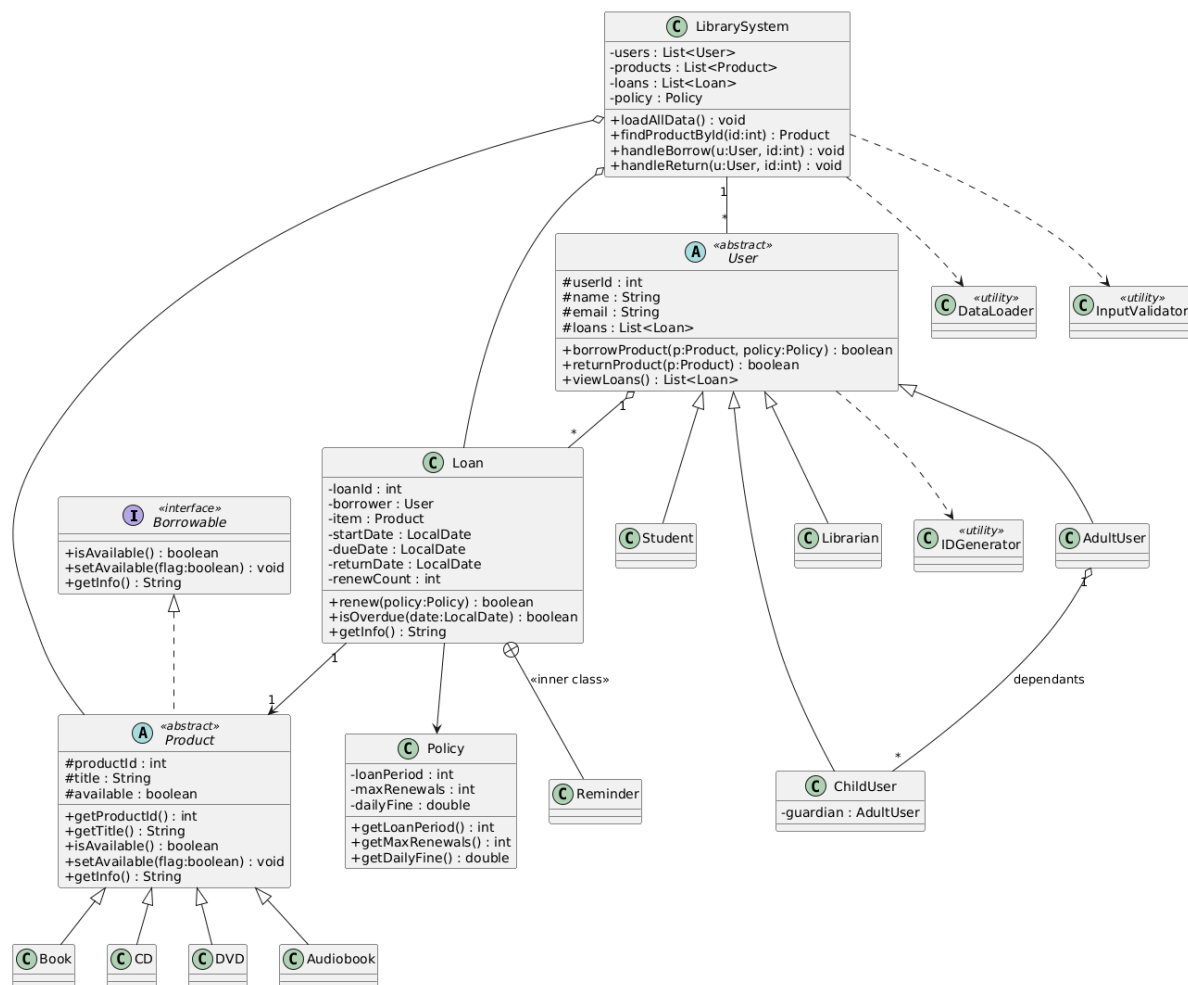 C LibrarySystem
-users : List<User>
-products : List<Product>
-loans : List<Loan>
-policy : Policy
+loadAllData() : void
+findProductById(id:int) : Product
+handleBorrow(u:User, id:int) : void
+handleReturn(u:User, id:int) : void
1
*
A «abstract»
User
#userId : int
#name : String
#email : String
#loans : List<Loan>
+borrowProduct(p:Product, policy:Policy) : boolean
+returnProduct(p:Product) : boolean
+viewLoans() : List<Loan>
C «utility»
DataLoader
C «utility»
InputValidator
1
*
C Loan
-loanId : int
-borrower : User
-item : Product
-startDate : LocalDate
-dueDate : LocalDate
-returnDate : LocalDate
-renewCount : int
+renew(policy:Policy) : boolean
+isOverdue(date:LocalDate) : boolean
+getInfo() : String
I «interface»
Borrowable
+isAvailable() : boolean
+setAvailable(flag:boolean) : void
+getInfo() : String
C Student
C Librarian
C «utility»
IDGenerator
C AdultUser
1
1
1
«inner class»
dependants
*
A «abstract»
Product
#productId : int
#title : String
#available : boolean
+getProductId() : int
+getTitle() : String
+isAvailable() : boolean
+setAvailable(flag:boolean) : void
+getInfo() : String
C Policy
-loanPeriod : int
-maxRenewals : int
-dailyFine : double
+getLoanPeriod() : int
+getMaxRenewals() : int
+getDailyFine() : double
C Reminder
C ChildUser
-guardian : AdultUser
C Book
C CD
C DVD
C Audiobook